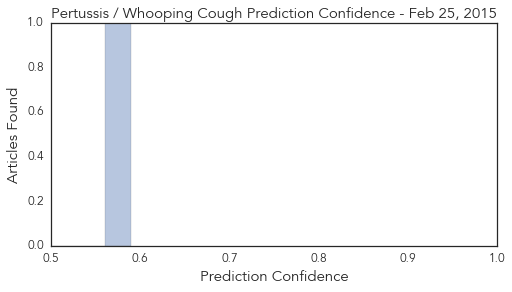 Pertussis / Whooping Cough Prediction Confidence - Feb 25, 2015
1.0
0.8
0.6
0.4
0.2
0.0
Articles Found
0.5 0.6 0.7 0.8 0.9 1.0
Prediction Confidence